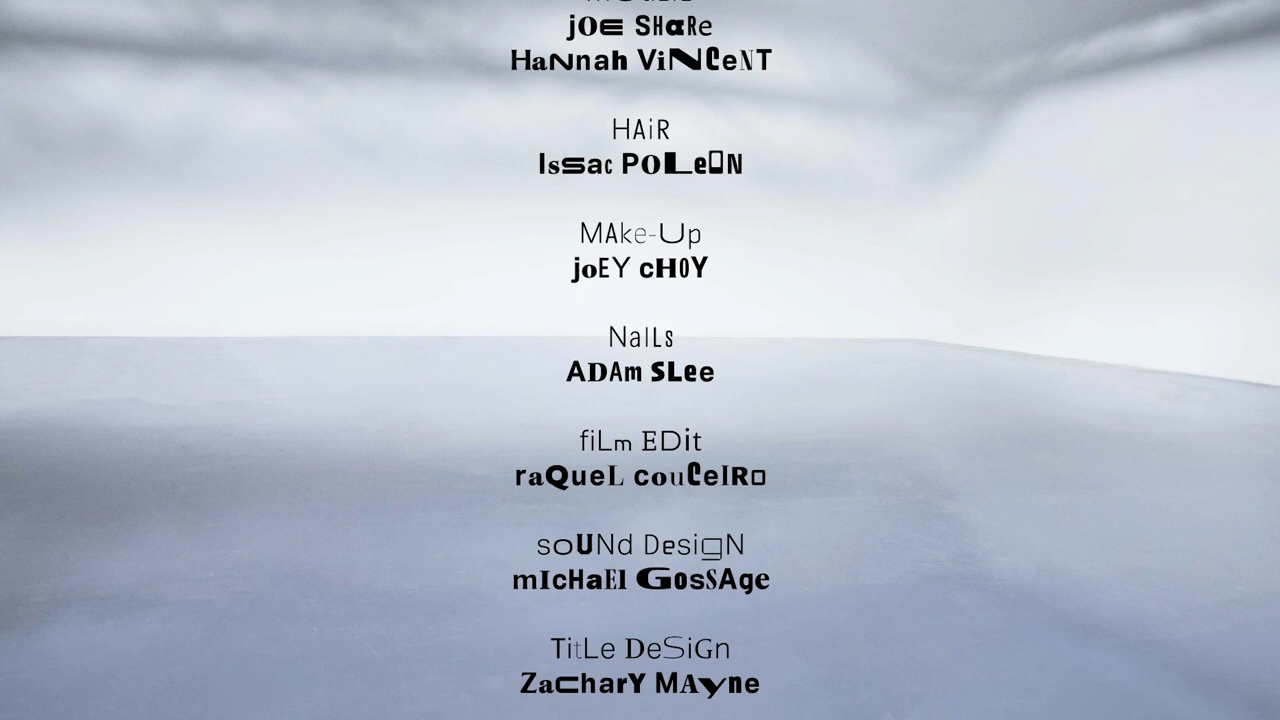 jOE SHaRe
HaNnah ViNCeNT
HAiR
IsSac POLeON
MAke-Up
joEY cHOY
NaILs
ADAm SLee
fiLm EDit
raQueL couCeIRo
soUNd DesiGN
mIcHaEl GosSAge
TitLe DeSiGn
ZaCharY MAyne